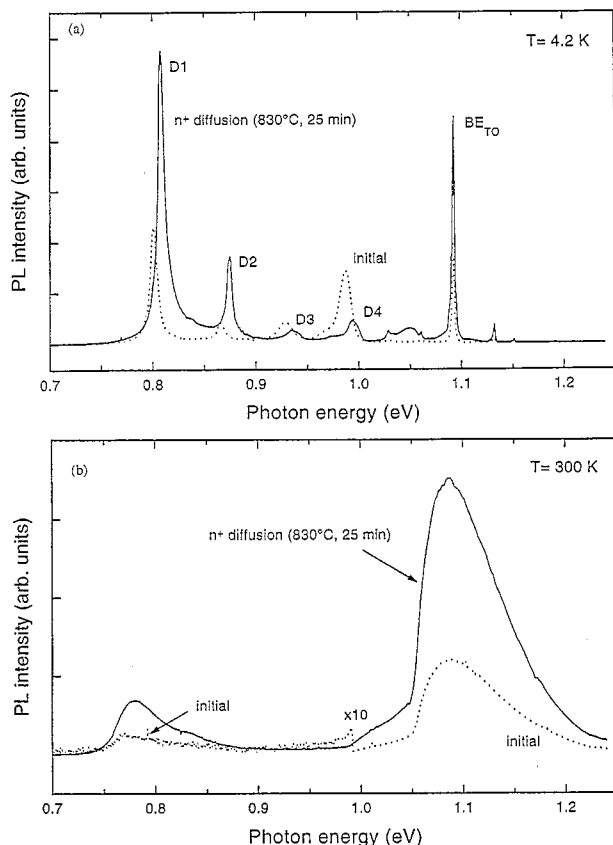 (a)
T= 4.2 K
D1
n+ diffusion (830°C, 25 min)
BE_TO
D2
initial
D3
D4
PL intensity (arb. units)
0.7 0.8 0.9 1.0 1.1 1.2
Photon energy (eV)
(b)
T= 300 K
n+ diffusion (830°C, 25 min)
initial
x10
initial
PL intensity (arb. units)
0.7 0.8 0.9 1.0 1.1 1.2
Photon energy (eV)